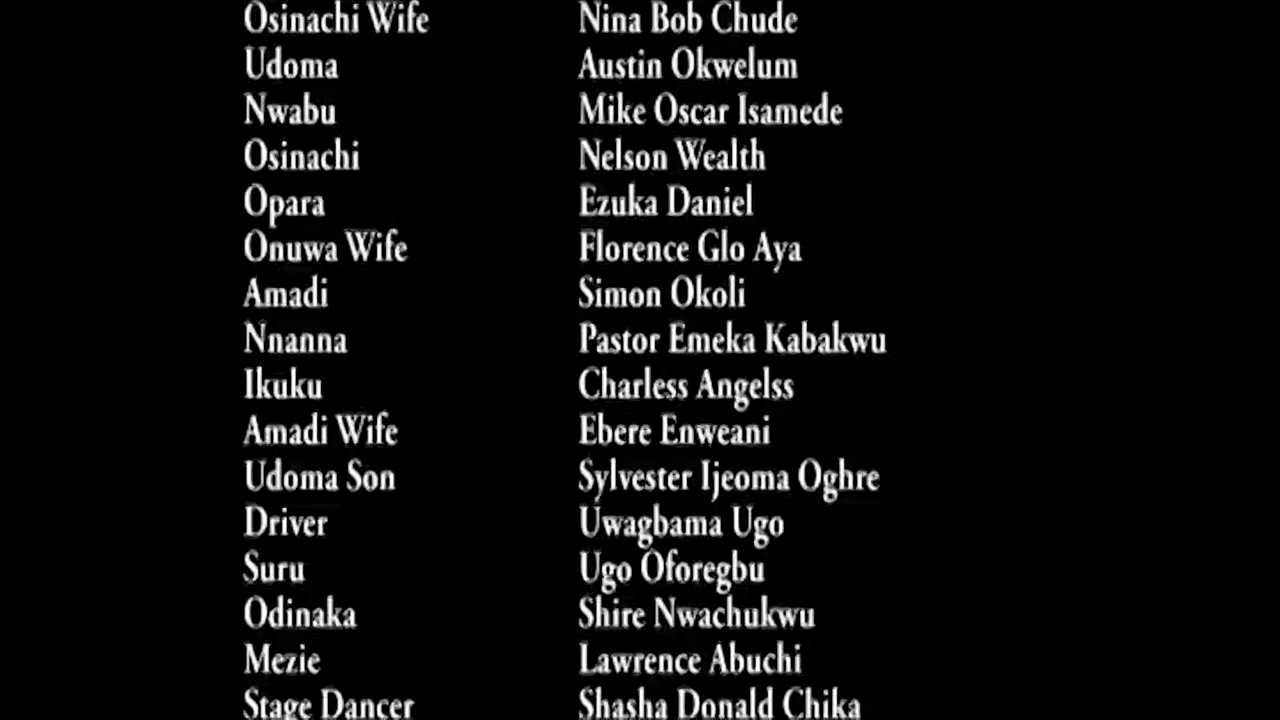 Osinachi Wife Nina Bob Chude
Udoma Austin Okwelum
Nwabu Mike Oscar Isamede
Osinachi Nelson Wealth
Opara Ezuka Daniel
Onuwa Wife Florence Glo Aya
Amadi Simon Okoli
Nnanna Pastor Emeka Kabakwu
Ikuku Charless Angelss
Amadi Wife Ebere Enweani
Udoma Son Sylvester Ijeoma Oghre
Driver Uwagbama Ugo
Suru Ugo Oforegbu
Odinaka Shire Nwachukwu
Mezie Lawrence Abuchi
Stage Dancer Shasha Donald Chika